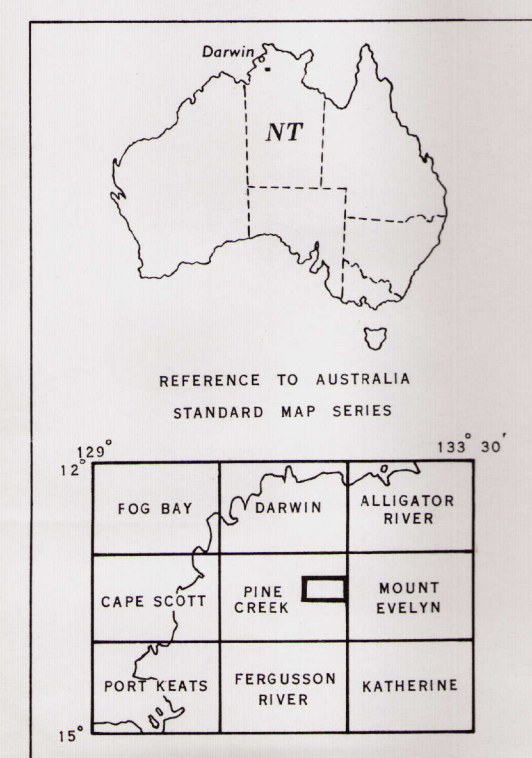 Darwin
NT
REFERENCE TO AUSTRALIA
STANDARD MAP SERIES
129° 133° 30'
12°
FOG BAY DARWIN ALLIGATOR
RIVER
CAPE SCOTT PINE
CREEK MOUNT
EVELYN
PORT KEATS FERGUSSON
RIVER KATHERINE
15°